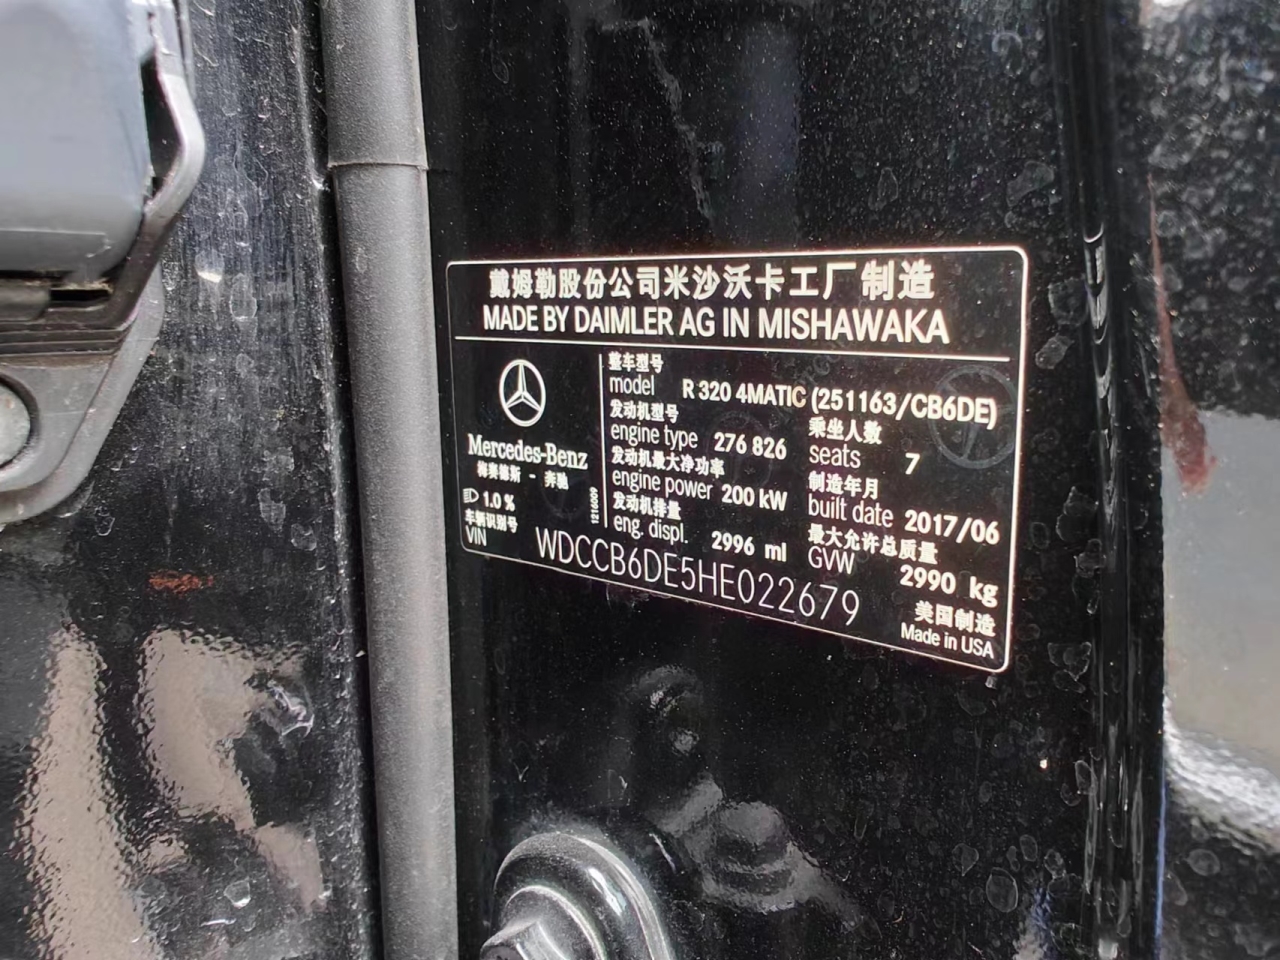 戴姆勒股份公司米沙沃卡工厂 制造
MADE BY DAIMLER AG IN MISHAWAKA
Mercedes-Benz
梅赛德斯 - 奔驰
1.0 %
1216009
整车型号
model R 320 4MATIC (251163/CB6DE)
发动机型号
engine type 276 826
乘坐人数
seats 7
发动机最大净功率
engine power 200 kW
制造年月
built date 2017/06
发动机排量
eng. displ. 2996 ml
最大允许总质量
GVW 2990 kg
车辆识别号
VIN WDCCB6DE5HE022679
美国制造
Made in USA